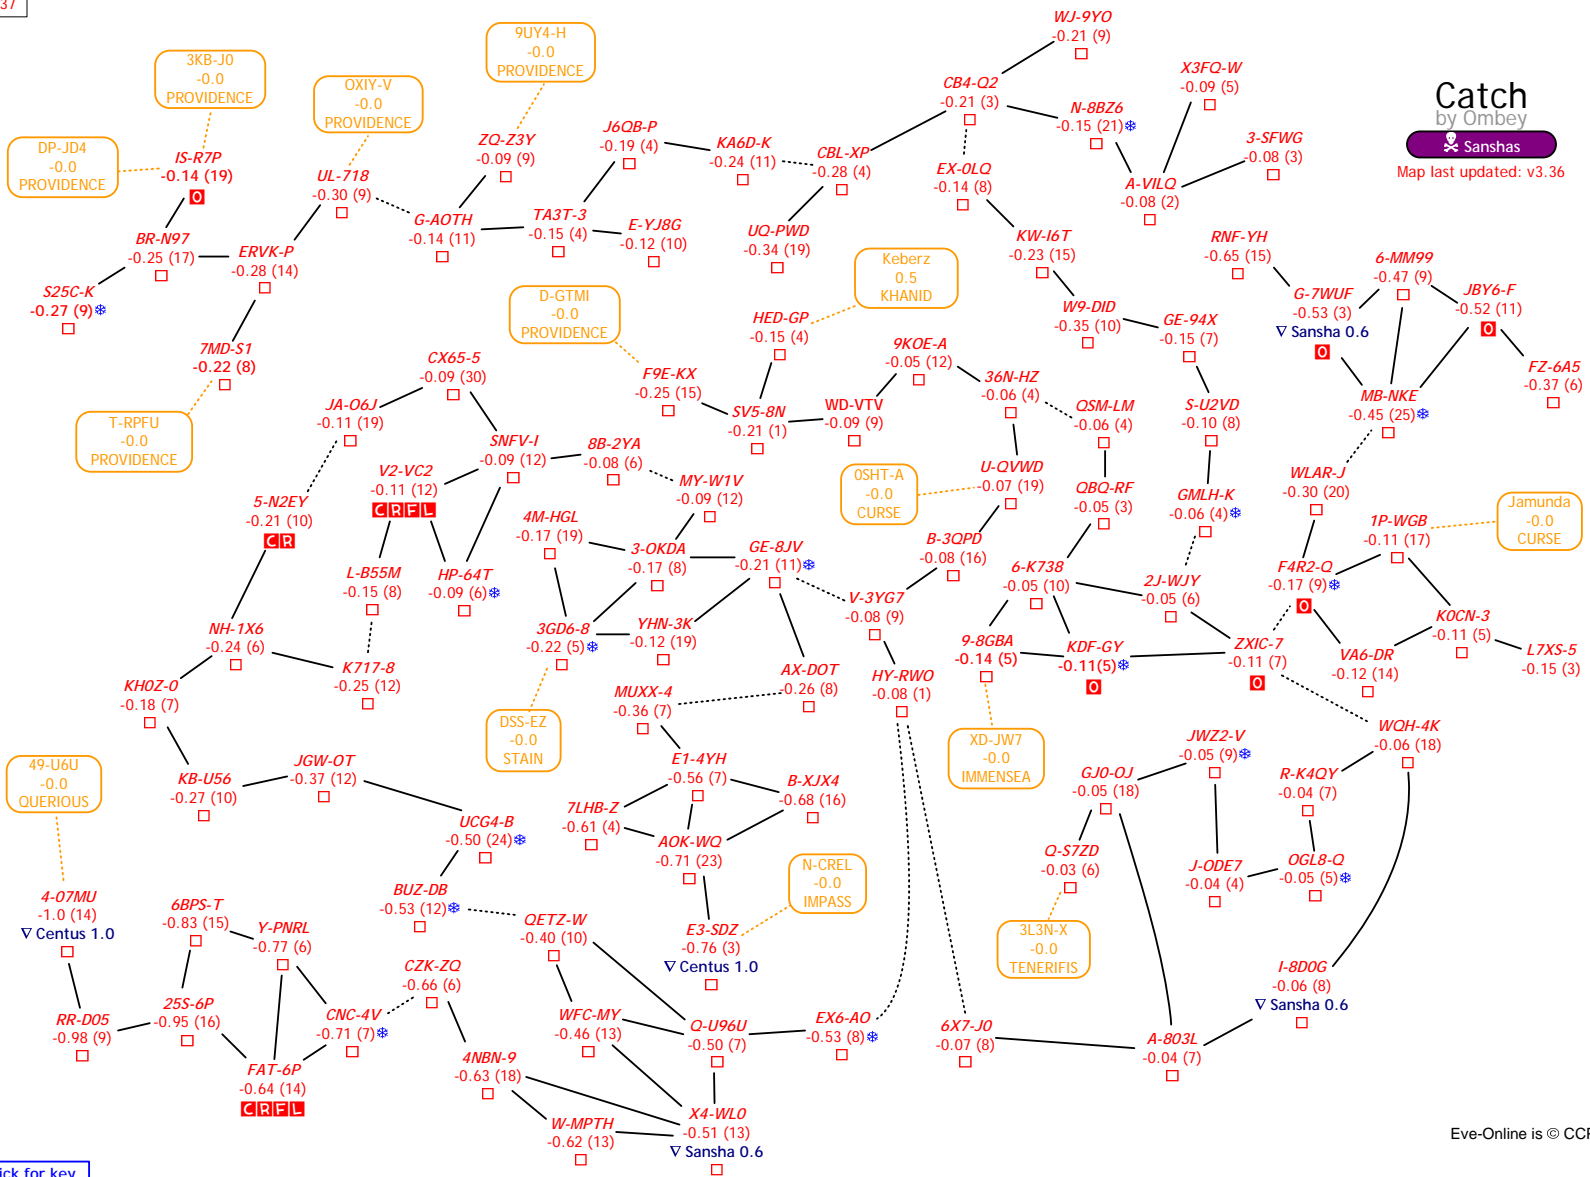 37
WJ-9YO
-0.21 (9)
9UY4-H
-0.0
PROVIDENCE
3KB-J0
-0.0
PROVIDENCE
OXIY-V
-0.0
PROVIDENCE
CB4-Q2
-0.21 (3)
X3FQ-W
-0.09 (5)
Catch
by Ombey
Sanshas
Map last updated: v3.36
DP-JD4
-0.0
PROVIDENCE
IS-R7P
-0.14 (19)
O
UL-718
-0.30 (9)
ZQ-Z3Y
-0.09 (9)
J6QB-P
-0.19 (4)
KA6D-K
-0.24 (11)
CBL-XP
-0.28 (4)
N-8BZ6
-0.15 (21)
3-SFWG
-0.08 (3)
EX-0LQ
-0.14 (8)
A-VILQ
-0.08 (2)
G-AOTH
-0.14 (11)
TA3T-3
-0.15 (4)
E-YJ8G
-0.12 (10)
UQ-PWD
-0.34 (19)
KW-I6T
-0.23 (15)
BR-N97
-0.25 (17)
ERVK-P
-0.28 (14)
S25C-K
-0.27 (9)
RNF-YH
-0.65 (15)
6-MM99
-0.47 (9)
Keberz
0.5
KHANID
D-GTMI
-0.0
PROVIDENCE
HED-GP
-0.15 (4)
W9-DID
-0.35 (10)
GE-94X
-0.15 (7)
G-7WUF
-0.53 (3)
∇ Sansha 0.6
O
JBY6-F
-0.52 (11)
O
7MD-S1
-0.22 (8)
CX65-5
-0.09 (30)
F9E-KX
-0.25 (15)
9KOE-A
-0.05 (12)
36N-HZ
-0.06 (4)
FZ-6A5
-0.37 (6)
T-RPFU
-0.0
PROVIDENCE
JA-O6J
-0.11 (19)
SV5-8N
-0.21 (1)
WD-VTV
-0.09 (9)
QSM-LM
-0.06 (4)
S-U2VD
-0.10 (8)
MB-NKE
-0.45 (25)
SNFV-I
-0.09 (12)
8B-2YA
-0.08 (6)
V2-VC2
-0.11 (12)
C R F L
MY-W1V
-0.09 (12)
0SHT-A
-0.0
CURSE
U-QVWD
-0.07 (19)
QBQ-RF
-0.05 (3)
GMLH-K
-0.06 (4)
WLAR-J
-0.30 (20)
5-N2EY
-0.21 (10)
C R
4M-HGL
-0.17 (19)
3-OKDA
-0.17 (8)
GE-8JV
-0.21 (11)
B-3QPD
-0.08 (16)
1P-WGB
-0.11 (17)
Jamunda
-0.0
CURSE
L-B55M
-0.15 (8)
HP-64T
-0.09 (6)
6-K738
-0.05 (10)
2J-WJY
-0.05 (6)
F4R2-Q
-0.17 (9)
O
V-3YG7
-0.08 (9)
K0CN-3
-0.11 (5)
NH-1X6
-0.24 (6)
3GD6-8
-0.22 (5)
YHN-3K
-0.12 (19)
9-8GBA
-0.14 (5)
KDF-GY
-0.11(5)
O
ZXIC-7
-0.11 (7)
O
VA6-DR
-0.12 (14)
L7XS-5
-0.15 (3)
K717-8
-0.25 (12)
AX-DOT
-0.26 (8)
HY-RWO
-0.08 (1)
KH0Z-0
-0.18 (7)
MUXX-4
-0.36 (7)
DSS-EZ
-0.0
STAIN
XD-JW7
-0.0
IMMENSEA
JWZ2-V
-0.05 (9)
WQH-4K
-0.06 (18)
49-U6U
-0.0
QUERIOUS
KB-U56
-0.27 (10)
JGW-OT
-0.37 (12)
E1-4YH
-0.56 (7)
B-XJX4
-0.68 (16)
GJ0-OJ
-0.05 (18)
R-K4QY
-0.04 (7)
7LHB-Z
-0.61 (4)
UCG4-B
-0.50 (24)
AOK-WQ
-0.71 (23)
Q-S7ZD
-0.03 (6)
J-ODE7
-0.04 (4)
OGL8-Q
-0.05 (5)
N-CREL
-0.0
IMPASS
4-07MU
-1.0 (14)
∇ Centus 1.0
6BPS-T
-0.83 (15)
BUZ-DB
-0.53 (12)
QETZ-W
-0.40 (10)
Y-PNRL
-0.77 (6)
E3-SDZ
-0.76 (3)
∇ Centus 1.0
3L3N-X
-0.0
TENERIFIS
CZK-ZQ
-0.66 (6)
I-8D0G
-0.06 (8)
∇ Sansha 0.6
RR-D05
-0.98 (9)
25S-6P
-0.95 (16)
CNC-4V
-0.71 (7)
WFC-MY
-0.46 (13)
Q-U96U
-0.50 (7)
EX6-AO
-0.53 (8)
6X7-J0
-0.07 (8)
A-803L
-0.04 (7)
FAT-6P
-0.64 (14)
C R F L
4NBN-9
-0.63 (18)
X4-WL0
-0.51 (13)
∇ Sansha 0.6
W-MPTH
-0.62 (13)
Eve-Online is © CCP
ick for key